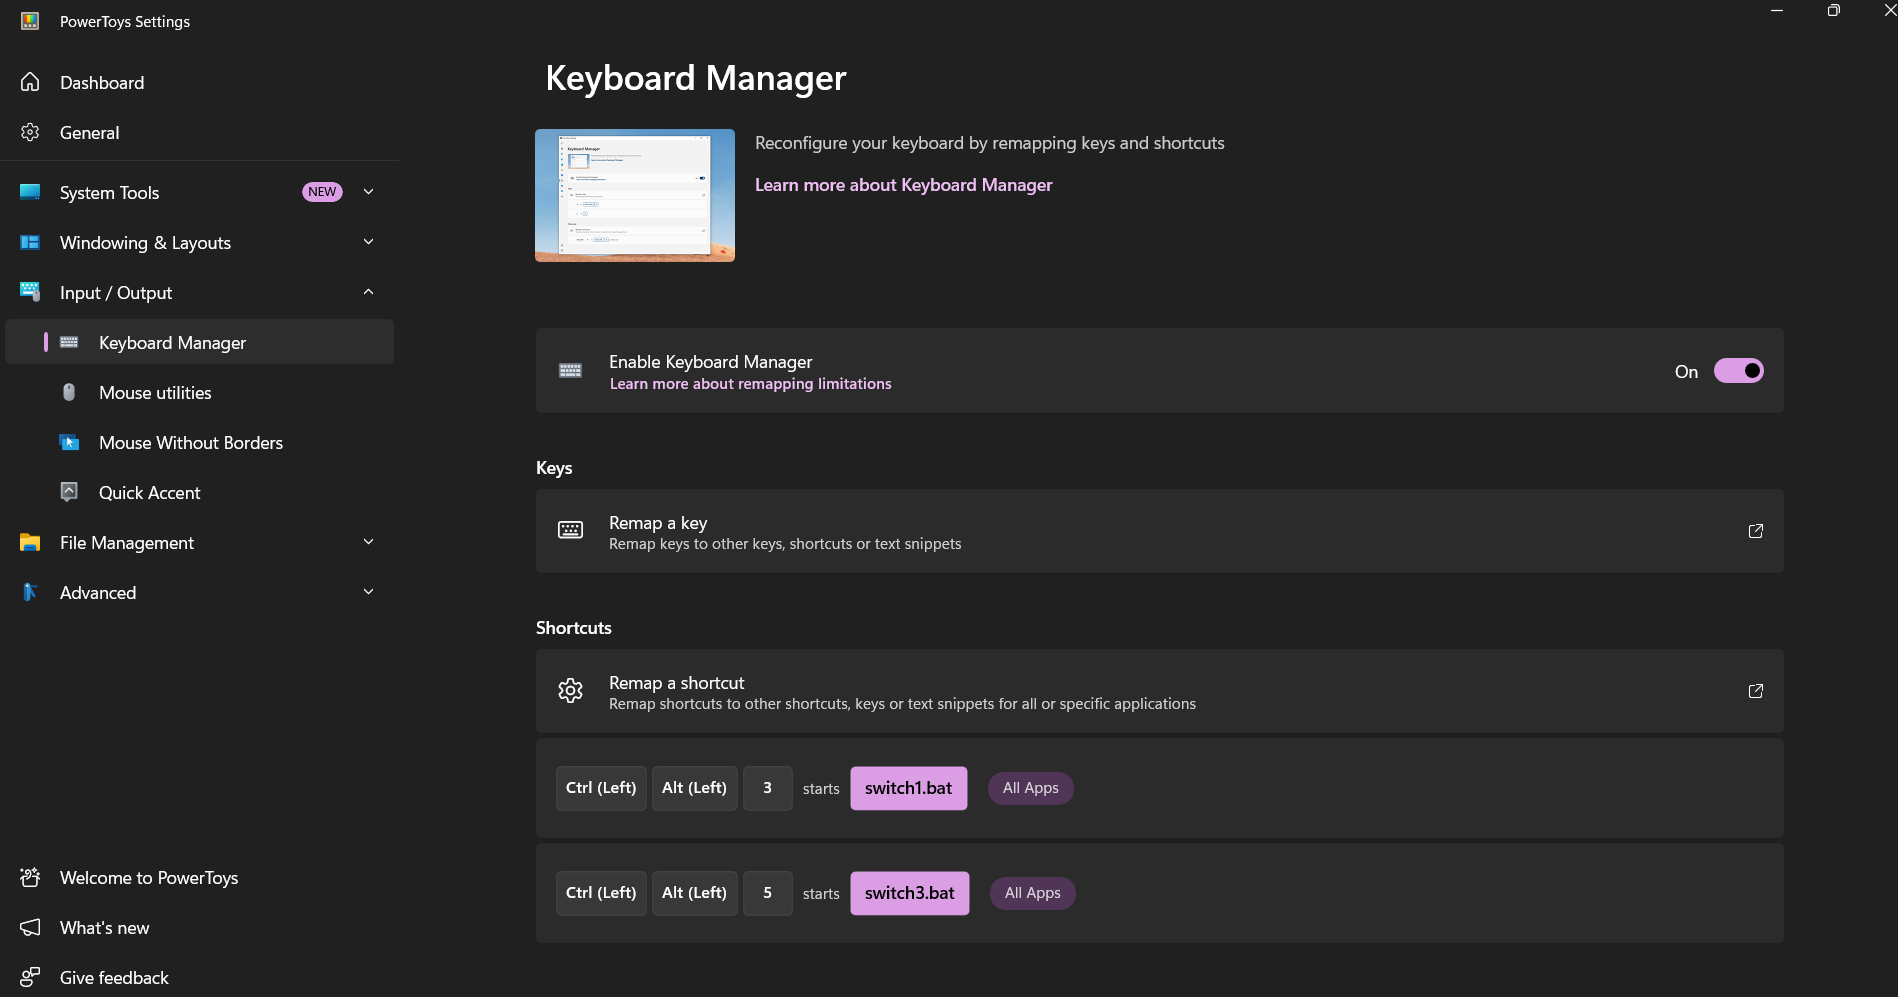 PowerToys Settings
Dashboard
General
System Tools
NEW
Windowing & Layouts
Input / Output
Keyboard Manager
Mouse utilities
Mouse Without Borders
Quick Accent
File Management
Advanced
Welcome to PowerToys
What's new
Give feedback
Keyboard Manager
Keyboard Manager
Reconfigure your keyboard by remapping keys and shortcuts
Learn more about Keyboard Manager
Enable Keyboard Manager
Learn more about remapping limitations
On
Keys
Remap a key
Remap keys to other keys, shortcuts or text snippets
Shortcuts
Remap a shortcut
Remap shortcuts to other shortcuts, keys or text snippets for all or specific applications
Ctrl (Left) Alt (Left) 3 starts switch1.bat All Apps
Ctrl (Left) Alt (Left) 5 starts switch3.bat All Apps